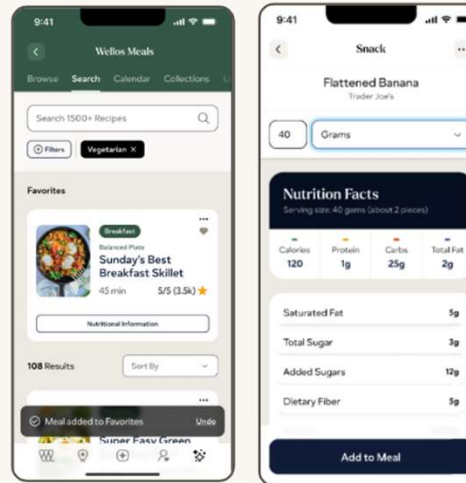 9:41
Wellos Meals
Browse Search Calendar Collections
Search 1500+ Recipes
Filters Vegetarian X
Favorites
Breakfast
Balanced Plate
Sunday's Best
Breakfast Skillet
45 min 5/5 (3.5k)
Nutritional Information
108 Results Sort By
Meal added to Favorites Undo
Super Easy Green
9:41
Snack
Flattened Banana
Trader Joe's
40 Grams
Nutrition Facts
Serving size: 40 gams (about 2 pieces)
Calories Protein Carbs Total Fat
120 1g 25g 2g
Saturated Fat 5g
Total Sugar 3g
Added Sugars 12g
Dietary Fiber 5g
Add to Meal